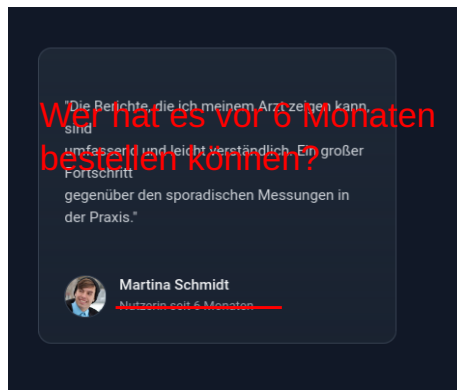 "Die Berichte, die ich meinem Arzt zeigen kann,
Wer hat es vor 6 Monaten
sind
umfassend und leicht verständlich. Ein großer
bestellen können?
Fortschritt
gegenüber den sporadischen Messungen in
der Praxis."
Martina Schmidt
Nutzerin seit 6 Monaten